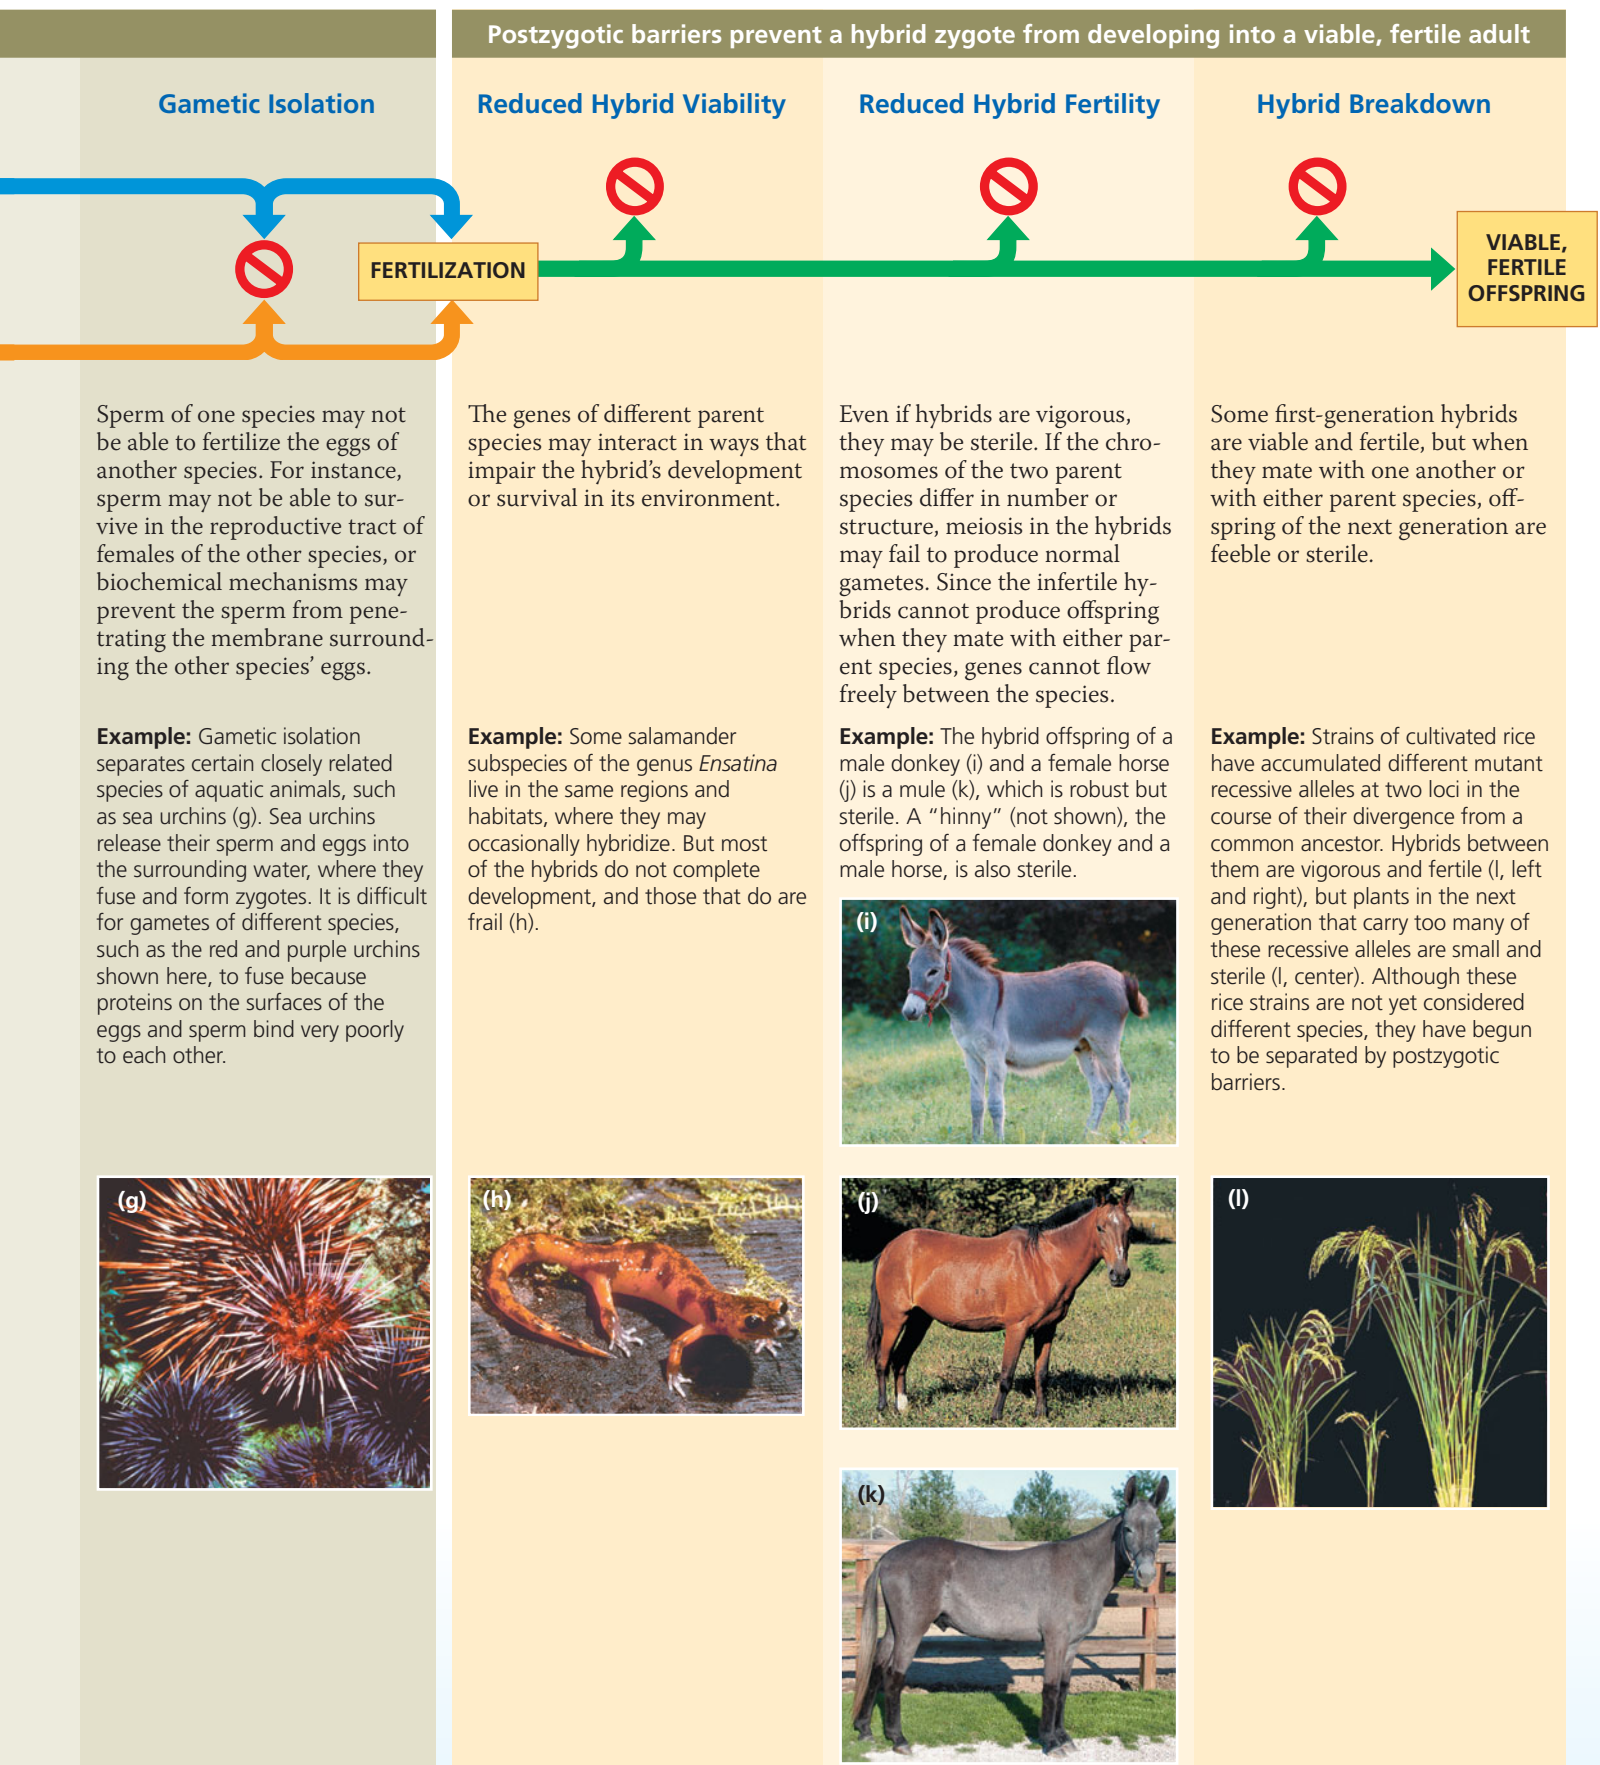 Postzygotic barriers prevent a hybrid zygote from developing into a viable, fertile adult
Gametic Isolation
Reduced Hybrid Viability
Reduced Hybrid Fertility
Hybrid Breakdown
FERTILIZATION
VIABLE,
FERTILE
OFFSPRING
Sperm of one species may not
be able to fertilize the eggs of
another species. For instance,
sperm may not be able to sur-
vive in the reproductive tract of
females of the other species, or
biochemical mechanisms may
prevent the sperm from pene-
trating the membrane surround-
ing the other species’ eggs.
Example: Gametic isolation
separates certain closely related
species of aquatic animals, such
as sea urchins (g). Sea urchins
release their sperm and eggs into
the surrounding water, where they
fuse and form zygotes. It is difficult
for gametes of different species,
such as the red and purple urchins
shown here, to fuse because
proteins on the surfaces of the
eggs and sperm bind very poorly
to each other.
(g)
The genes of different parent
species may interact in ways that
impair the hybrid’s development
or survival in its environment.
Example: Some salamander
subspecies of the genus Ensatina
live in the same regions and
habitats, where they may
occasionally hybridize. But most
of the hybrids do not complete
development, and those that do are
frail (h).
(h)
Even if hybrids are vigorous,
they may be sterile. If the chro-
mosomes of the two parent
species differ in number or
structure, meiosis in the hybrids
may fail to produce normal
gametes. Since the infertile hy-
brids cannot produce offspring
when they mate with either par-
ent species, genes cannot flow
freely between the species.
Example: The hybrid offspring of a
male donkey (i) and a female horse
(j) is a mule (k), which is robust but
sterile. A “hinny” (not shown), the
offspring of a female donkey and a
male horse, is also sterile.
(i)
(j)
(k)
Some first-generation hybrids
are viable and fertile, but when
they mate with one another or
with either parent species, off-
spring of the next generation are
feeble or sterile.
Example: Strains of cultivated rice
have accumulated different mutant
recessive alleles at two loci in the
course of their divergence from a
common ancestor. Hybrids between
them are vigorous and fertile (l, left
and right), but plants in the next
generation that carry too many of
these recessive alleles are small and
sterile (l, center). Although these
rice strains are not yet considered
different species, they have begun
to be separated by postzygotic
barriers.
(l)